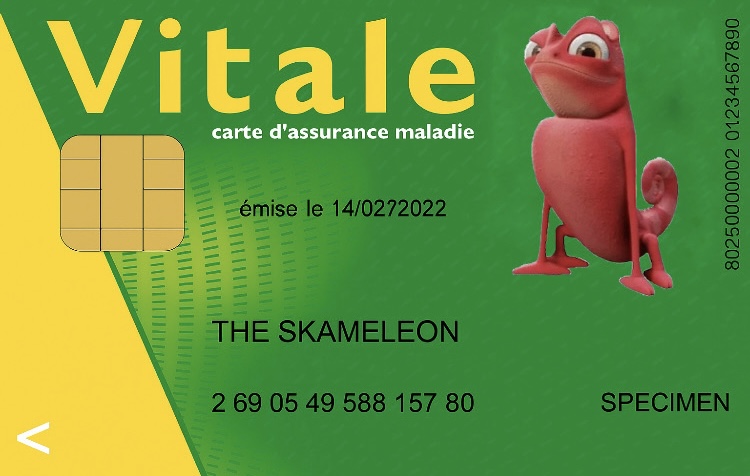 Vitale
carte d'assurance maladie
émise le 14/0272022
THE SKAMELEON
2 69 05 49 588 157 80
SPECIMEN
80250000002 01234567890
<